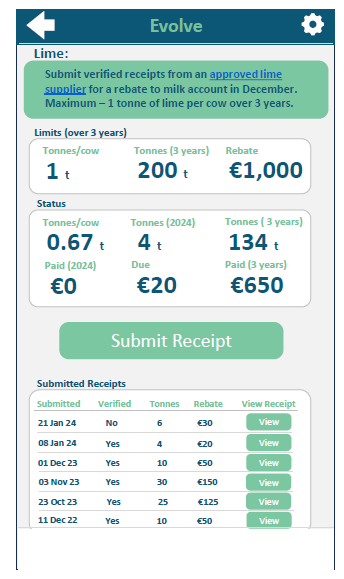 Evolve
Lime:
Submit verified receipts from an approved lime
supplier for a rebate to milk account in December.
Maximum – 1 tonne of lime per cow over 3 years.
Limits (over 3 years)
Tonnes/cow Tonnes (3 years) Rebate
1 t 200 t €1,000
Status
Tonnes/cow Tonnes (2024) Tonnes ( 3 years)
0.67 t 4 t 134 t
Paid (2024) Due Paid (3 years)
€0 €20 €650
Submit Receipt
Submitted Receipts
Submitted Verified Tonnes Rebate View Receipt
21 Jan 24 No 6 €30 View
08 Jan 24 Yes 4 €20 View
01 Dec 23 Yes 10 €50 View
03 Nov 23 Yes 30 €150 View
23 Oct 23 Yes 25 €125 View
11 Dec 22 Yes 10 €50 View